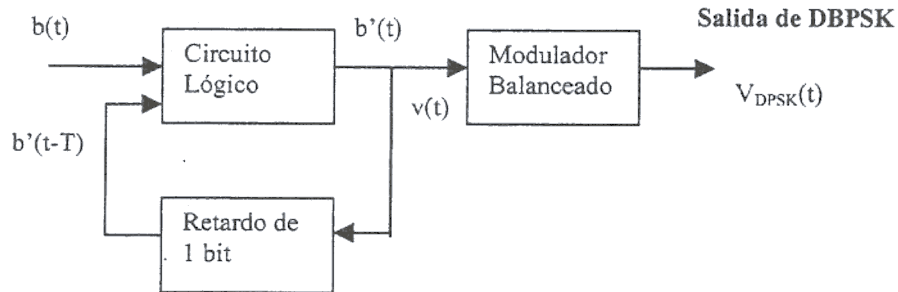 Salida de DBPSK
b(t)
b'(t)
Circuito
Lógico
Modulador
Balanceado
v(t)
V_DPSK(t)
b'(t-T)
Retardo de
1 bit